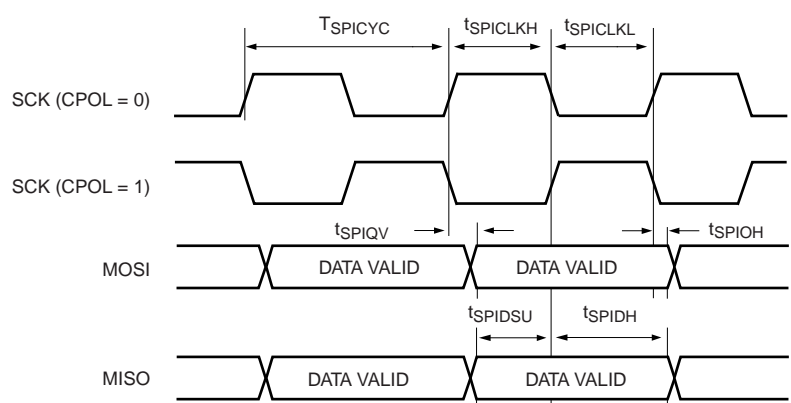 TSPICYC tSPICLKH tSPICLKL
SCK (CPOL = 0)
SCK (CPOL = 1)
tSPIQV tSPIOH
MOSI DATA VALID DATA VALID
tSPIDSU tSPIDH
MISO DATA VALID DATA VALID